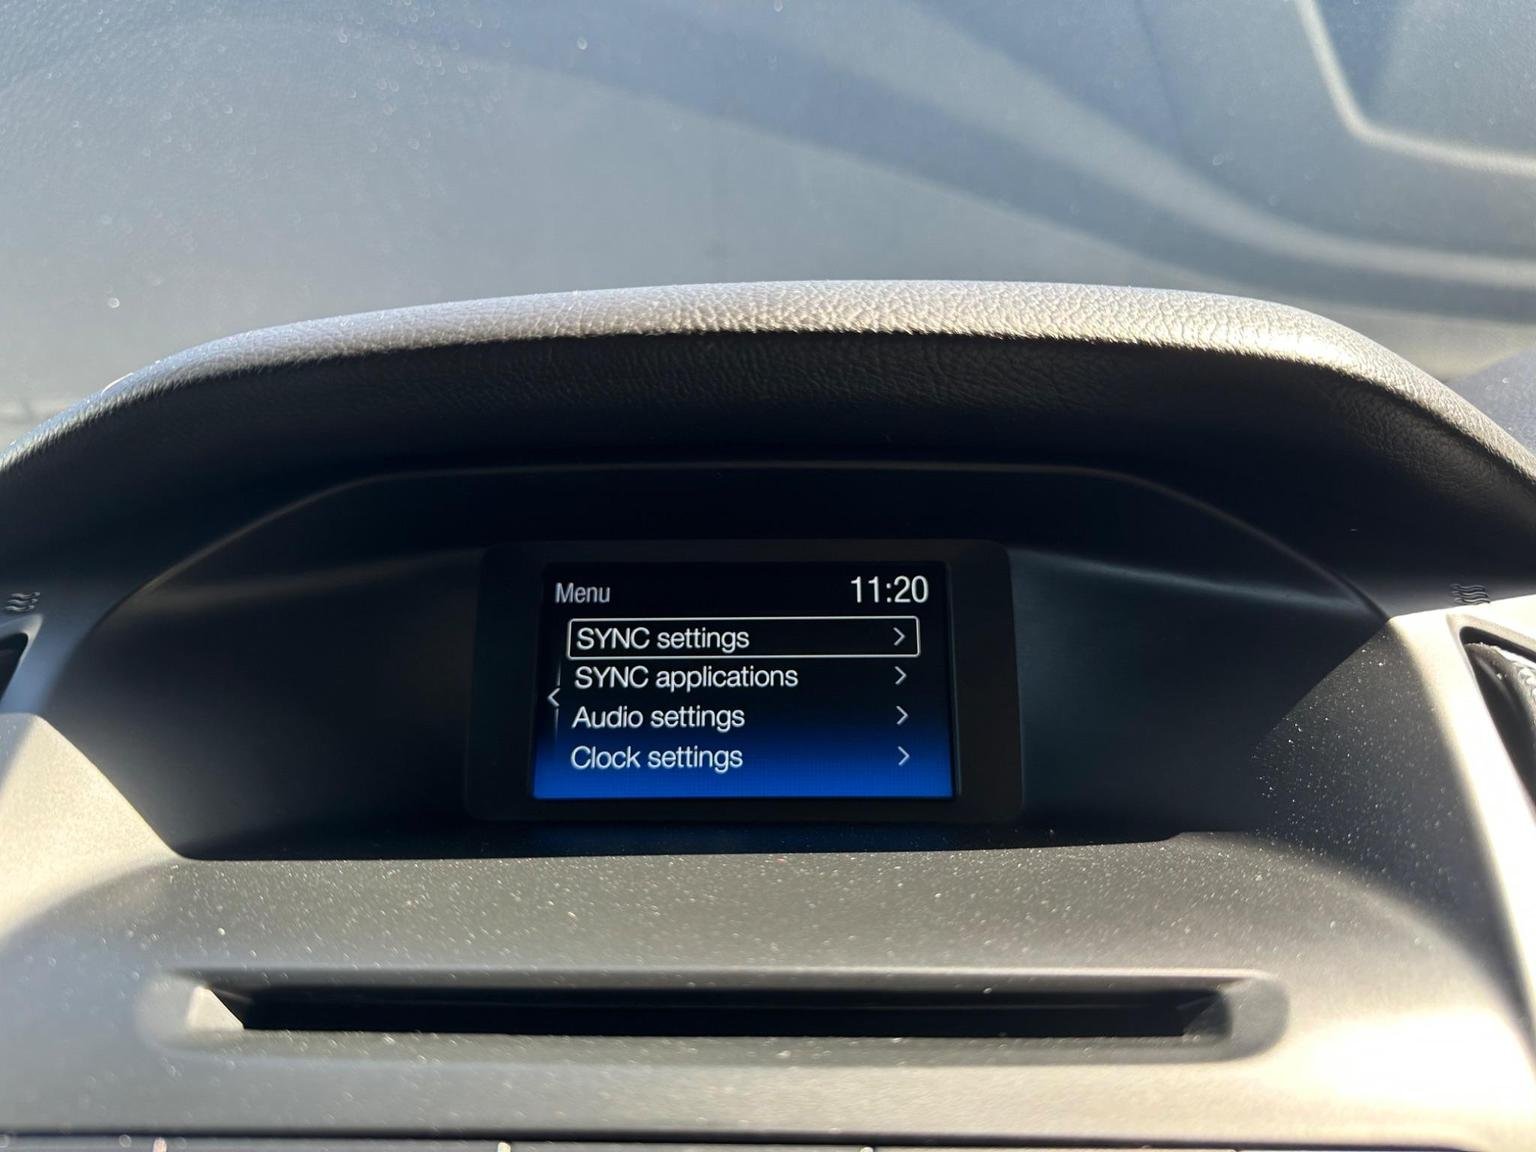 Menu 11:20
SYNC settings
SYNC applications
Audio settings
Clock settings